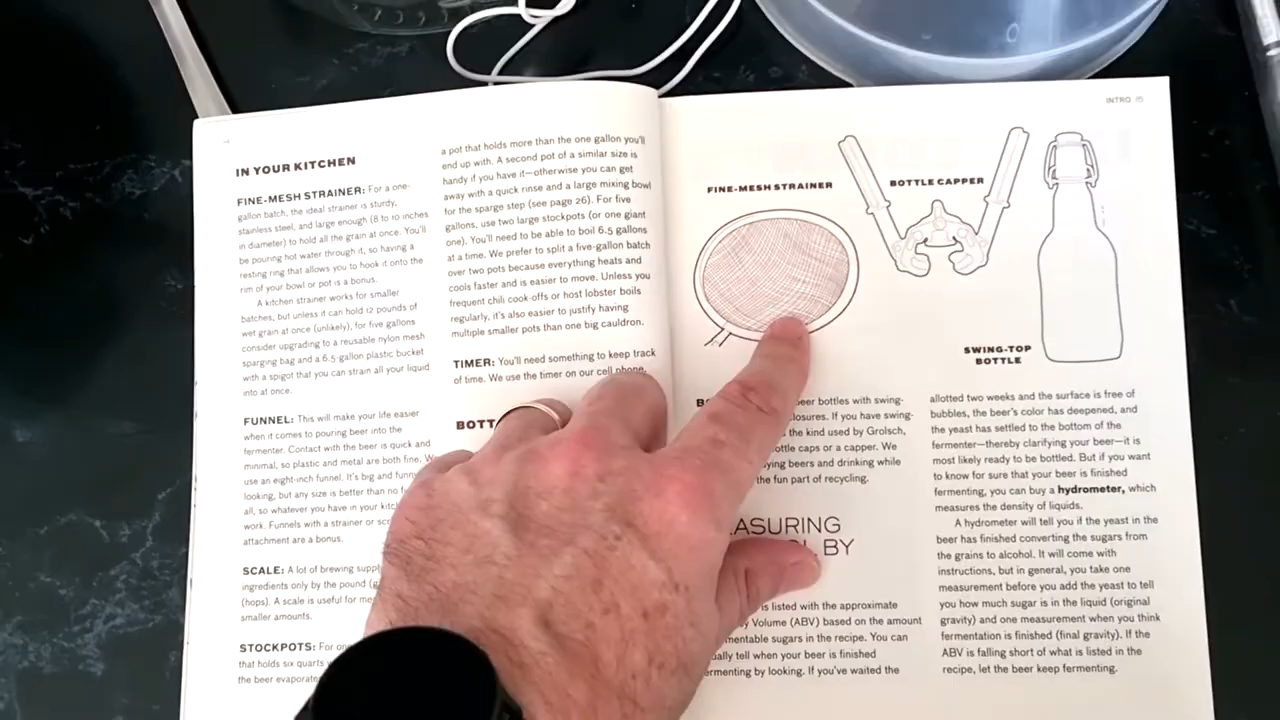 IN YOUR KITCHEN
FINE-MESH STRAINER: For a one-
gallon batch, the ideal strainer is sturdy,
stainless steel, and large enough (8 to 10 inches
in diameter) to hold all the grain at once. You'll
be pouring hot water through it, so having a
resting ring that allows you to hook it onto the
rim of your bowl or pot is a bonus.
A kitchen strainer works for smaller
batches, but unless it can hold 12 pounds of
wet grain at once (unlikely), for five gallons
consider upgrading to a reusable nylon mesh
sparging bag and a 6.5-gallon plastic bucket
with a spigot that you can strain all your liquid
into at once.
FUNNEL: This will make your life easier
when it comes to pouring beer into the
fermenter. Contact with the beer is quick and
minimal, so plastic and metal are both fine. We
use an eight-inch funnel. It's big and funny
looking, but any size is better than no
all, so whatever you have in your
work. Funnels with a strainer or
attachment are a bonus.
SCALE: A lot of brewing
ingredients only by the pound
(hops). A scale is useful for
smaller amounts.
STOCKPOTS: For
that holds six quarts
the beer
a pot that holds more than the one gallon you'll
end up with. A second pot of a similar size is
handy if you have it—otherwise you can get
away with a quick rinse and a large mixing bowl
for the sparge step (see page 26). For five
gallons, use two large stockpots (or one giant
one). You'll need to be able to boil 6.5 gallons
at a time. We prefer to split a five-gallon batch
over two pots because everything heats and
cools faster and is easier to move. Unless you
frequent chili cook-offs or host lobster boils
regularly, it's also easier to justify having
multiple smaller pots than one big cauldron.
TIMER: You'll need something to keep track
of time. We use the timer on our cell phone.
BOTT
INTRO 15
FINE-MESH STRAINER
BOTTLE CAPPER
SWING-TOP
BOTTLE
beer bottles with swing-
losures. If you have swing-
the kind used by Grolsch,
ottle caps or a capper. We
ying beers and drinking while
the fun part of recycling.
EASURING
BY
is listed with the approximate
Volume (ABV) based on the amount
mentable sugars in the recipe. You can
ually tell when your beer is finished
ermenting by looking. If you've waited the
allotted two weeks and the surface is free of
bubbles, the beer's color has deepened, and
the yeast has settled to the bottom of the
fermenter—thereby clarifying your beer—it is
most likely ready to be bottled. But if you want
to know for sure that your beer is finished
fermenting, you can buy a hydrometer, which
measures the density of liquids.
A hydrometer will tell you if the yeast in the
beer has finished converting the sugars from
the grains to alcohol. It will come with
instructions, but in general, you take one
measurement before you add the yeast to tell
you how much sugar is in the liquid (original
gravity) and one measurement when you think
fermentation is finished (final gravity). If the
ABV is falling short of what is listed in the
recipe, let the beer keep fermenting.